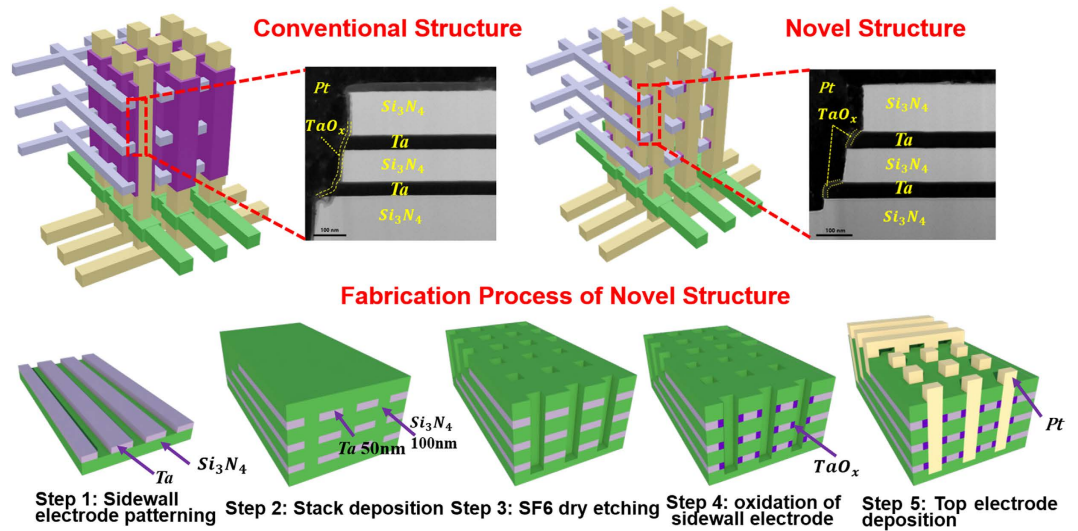 Conventional Structure
Novel Structure
Pt
Si₃N₄
TaOₓ
Ta
Si₃N₄
Ta
Si₃N₄
100 nm
Pt
Si₃N₄
TaOₓ
Ta
Si₃N₄
Ta
Si₃N₄
100 nm
Fabrication Process of Novel Structure
Ta
Si₃N₄
Ta 50nm
Si₃N₄
100nm
TaOₓ
Pt
Step 1: Sidewall
electrode patterning
Step 2: Stack deposition
Step 3: SF6 dry etching
Step 4: oxidation of
sidewall electrode
Step 5: Top electrode
deposition